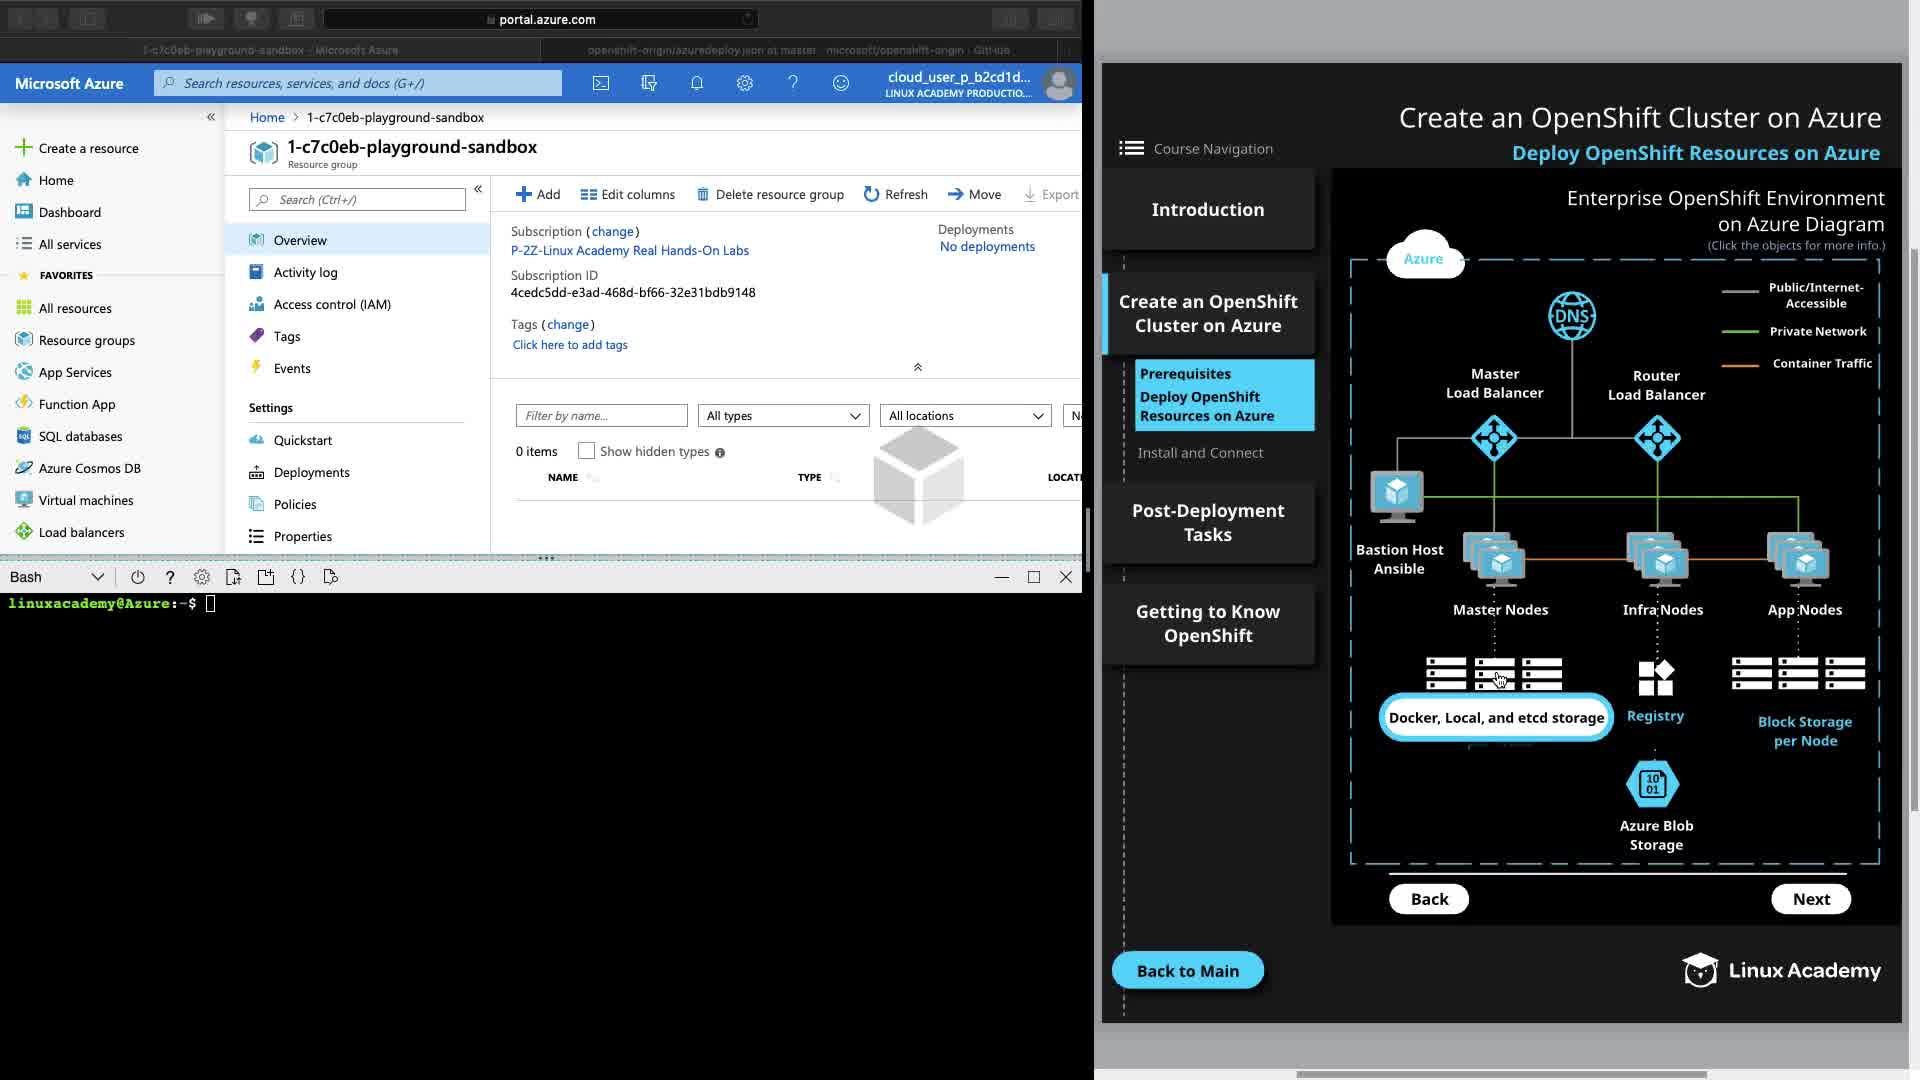 portal.azure.com
1-c7c0eb-playground-sandbox - Microsoft Azure
openshift-origin/azuredeploy.json at master · microsoft/openshift-origin · GitHub
Microsoft Azure
Search resources, services, and docs (G+/)
cloud_user_p_b2cd1d...
LINUX ACADEMY PRODUCTIO...
Create a resource
Home
Dashboard
All services
FAVORITES
All resources
Resource groups
App Services
Function App
SQL databases
Azure Cosmos DB
Virtual machines
Load balancers
Home > 1-c7c0eb-playground-sandbox
1-c7c0eb-playground-sandbox
Resource group
Search (Ctrl+/)
Overview
Activity log
Access control (IAM)
Tags
Events
Settings
Quickstart
Deployments
Policies
Properties
Add Edit columns Delete resource group Refresh Move Export
Subscription (change)
P-2Z-Linux Academy Real Hands-On Labs
Subscription ID
4cedc5dd-e3ad-468d-bf66-32e31bdb9148
Tags (change)
Click here to add tags
Deployments
No deployments
Filter by name...
All types
All locations
0 items
Show hidden types
NAME
TYPE
Bash
linuxacademy@Azure:~$
Create an OpenShift Cluster on Azure
Deploy OpenShift Resources on Azure
Course Navigation
Introduction
Create an OpenShift
Cluster on Azure
Prerequisites
Deploy OpenShift
Resources on Azure
Install and Connect
Post-Deployment
Tasks
Getting to Know
OpenShift
Back to Main
Enterprise OpenShift Environment
on Azure Diagram
(Click the objects for more info.)
Azure
DNS
Public/Internet-
Accessible
Private Network
Container Traffic
Master
Load Balancer
Router
Load Balancer
Bastion Host
Ansible
Master Nodes
Infra Nodes
App Nodes
Docker, Local, and etcd storage
Registry
Block Storage
per Node
10
01
Azure Blob
Storage
Back
Next
Linux Academy